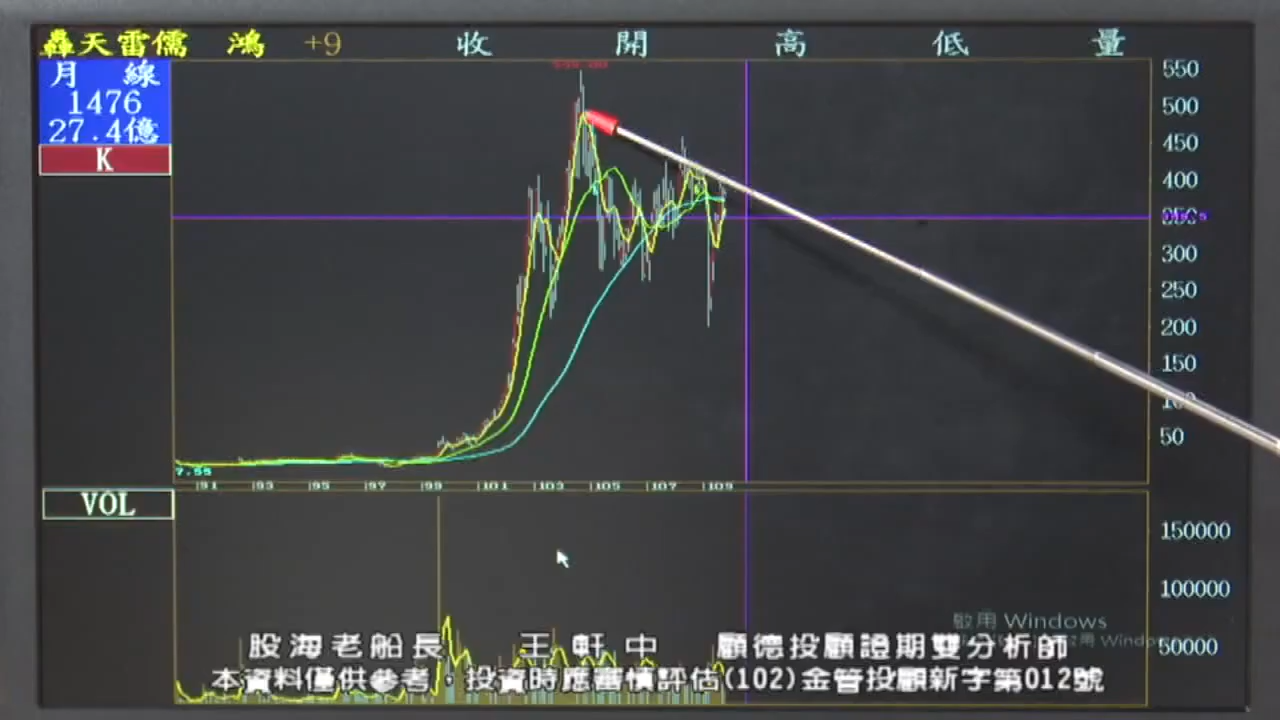 轟天雷儒 鴻 +9 收 開 高 低 量
月 線
1476
27.4億
K
550
500
450
400
350
300
250
200
150
50
7.55
91 93 95 97 99 101 103 105 107 109
VOL
150000
100000
50000
啟用 Windows
股海老船長 王軒中 顧德投顧證期雙分析師
本資料僅供參考，投資時應審慎評估(102)金管投顧新字第012號